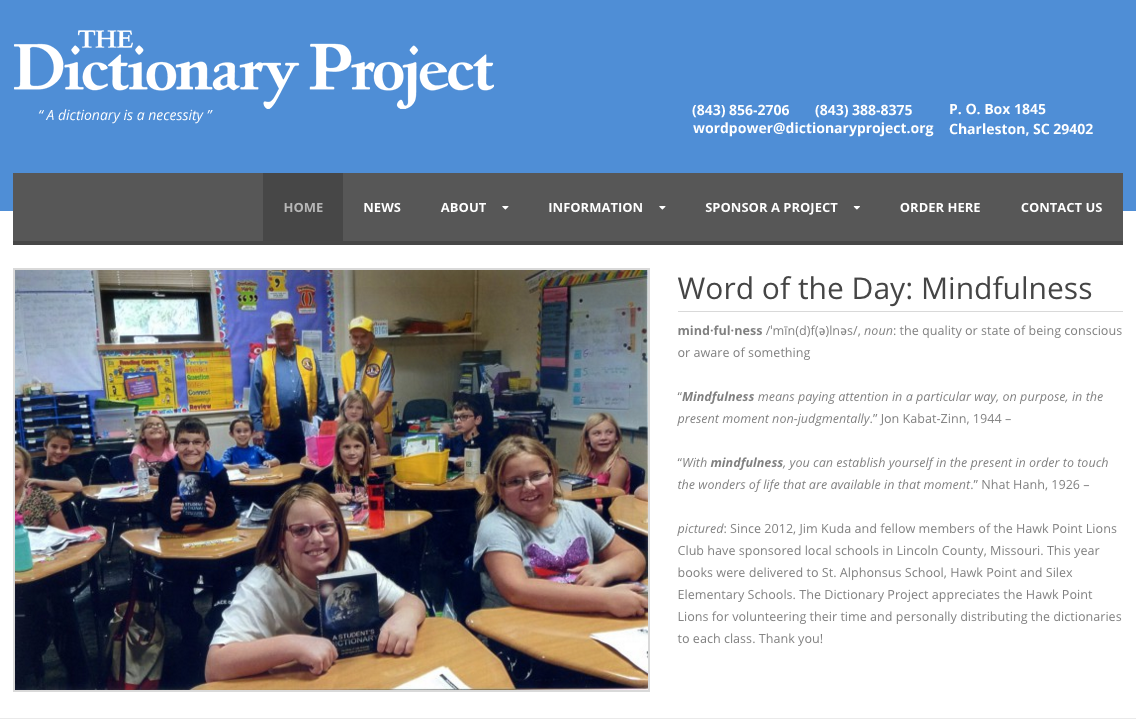 THE
Dictionary Project
“ A dictionary is a necessity ”
(843) 856-2706 (843) 388-8375 P. O. Box 1845
wordpower@dictionaryproject.org Charleston, SC 29402
HOME NEWS ABOUT INFORMATION SPONSOR A PROJECT ORDER HERE CONTACT US
Word of the Day: Mindfulness
mind·ful·ness /ˈmīn(d)f(ə)lnəs/, noun: the quality or state of being conscious
or aware of something
“Mindfulness means paying attention in a particular way, on purpose, in the
present moment non-judgmentally.” Jon Kabat-Zinn, 1944 –
“With mindfulness, you can establish yourself in the present in order to touch
the wonders of life that are available in that moment.” Nhat Hanh, 1926 –
pictured: Since 2012, Jim Kuda and fellow members of the Hawk Point Lions
Club have sponsored local schools in Lincoln County, Missouri. This year
books were delivered to St. Alphonsus School, Hawk Point and Silex
Elementary Schools. The Dictionary Project appreciates the Hawk Point
Lions for volunteering their time and personally distributing the dictionaries
to each class. Thank you!
A STUDENT'S
DICTIONARY